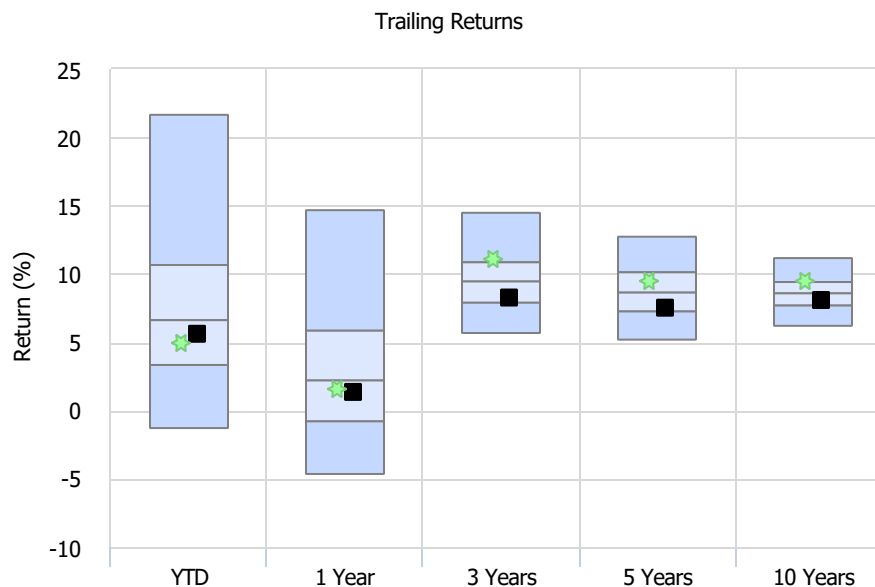 Trailing Returns
Return (%)
25
20
15
10
5
0
-5
-10
YTD
1 Year
3 Years
5 Years
10 Years